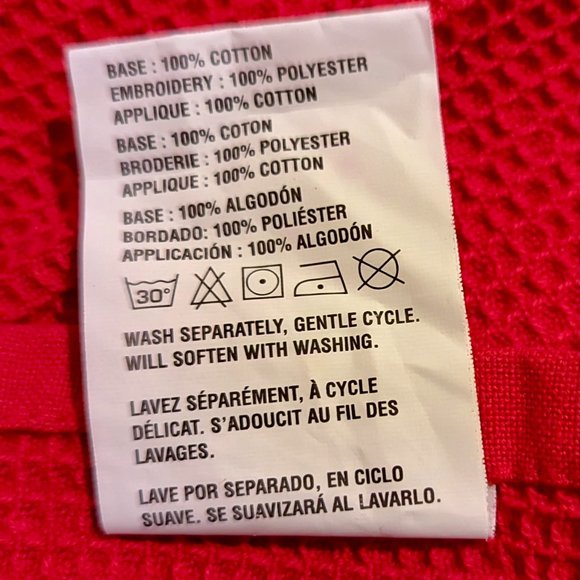 BASE : 100% COTTON
EMBROIDERY : 100% POLYESTER
APPLIQUE : 100% COTTON
BASE : 100% COTON
BRODERIE : 100% POLYESTER
APPLIQUE : 100% COTTON
BASE : 100% ALGODÓN
BORDADO: 100% POLIÉSTER
APPLICACIÓN : 100% ALGODÓN
30°
WASH SEPARATELY, GENTLE CYCLE.
WILL SOFTEN WITH WASHING.
LAVEZ SÉPARÉMENT, À CYCLE
DÉLICAT. S'ADOUCIT AU FIL DES
LAVAGES.
LAVE POR SEPARADO, EN CICLO
SUAVE. SE SUAVIZARÁ AL LAVARLO.